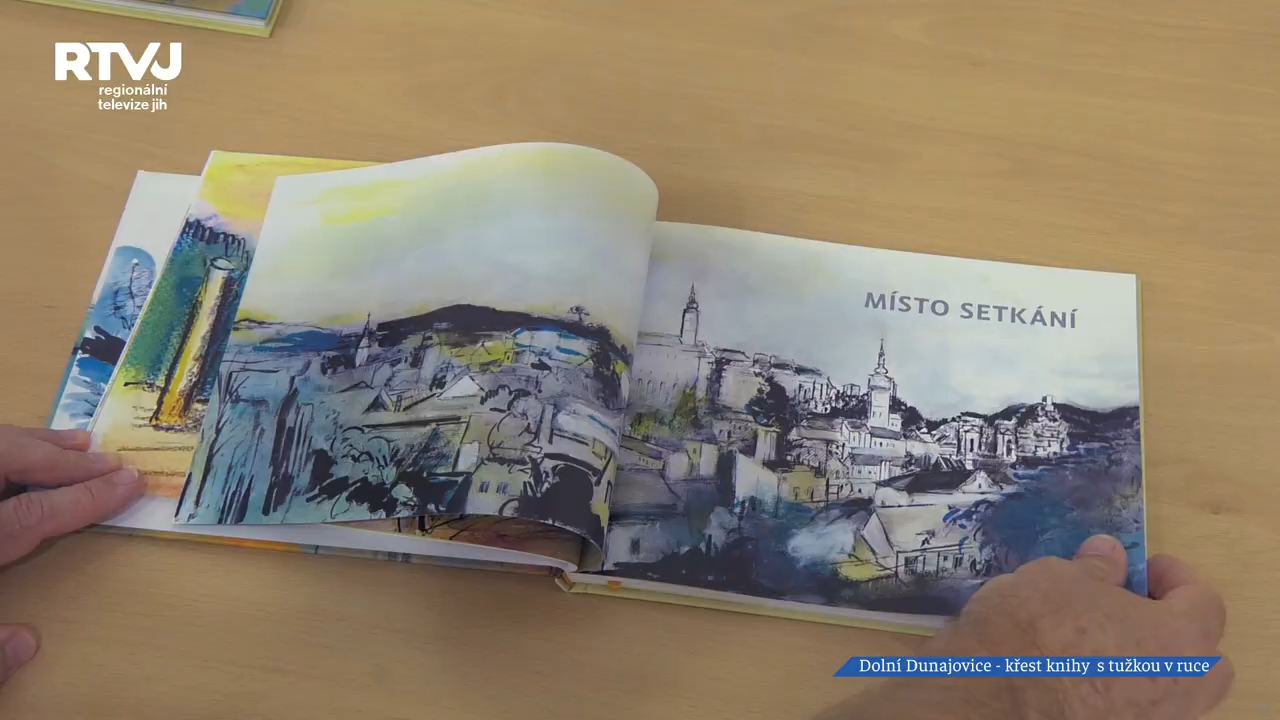 RTVJ
regionální
televize jih
MÍSTO SETKÁNÍ
Dolní Dunajovice - křest knihy s tužkou v ruce